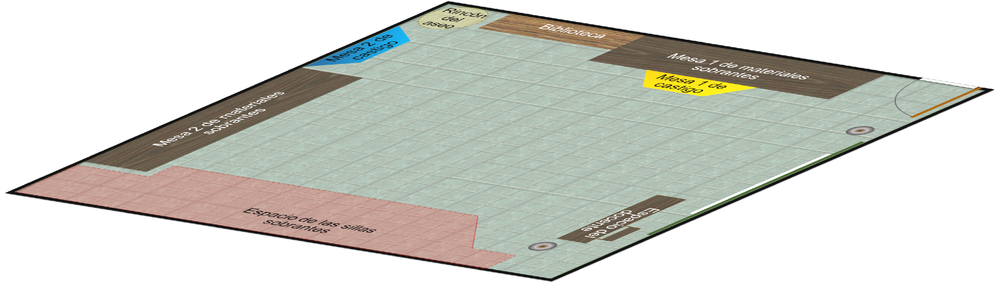 Rincón
del
aseo
Biblioteca
Mesa 2 de
castigo
Mesa 1 de materiales
sobrantes
Mesa 1 de
castigo
Mesa 2 de materiales
sobrantes
Espacio de las sillas
sobrantes
Espacio del
docente